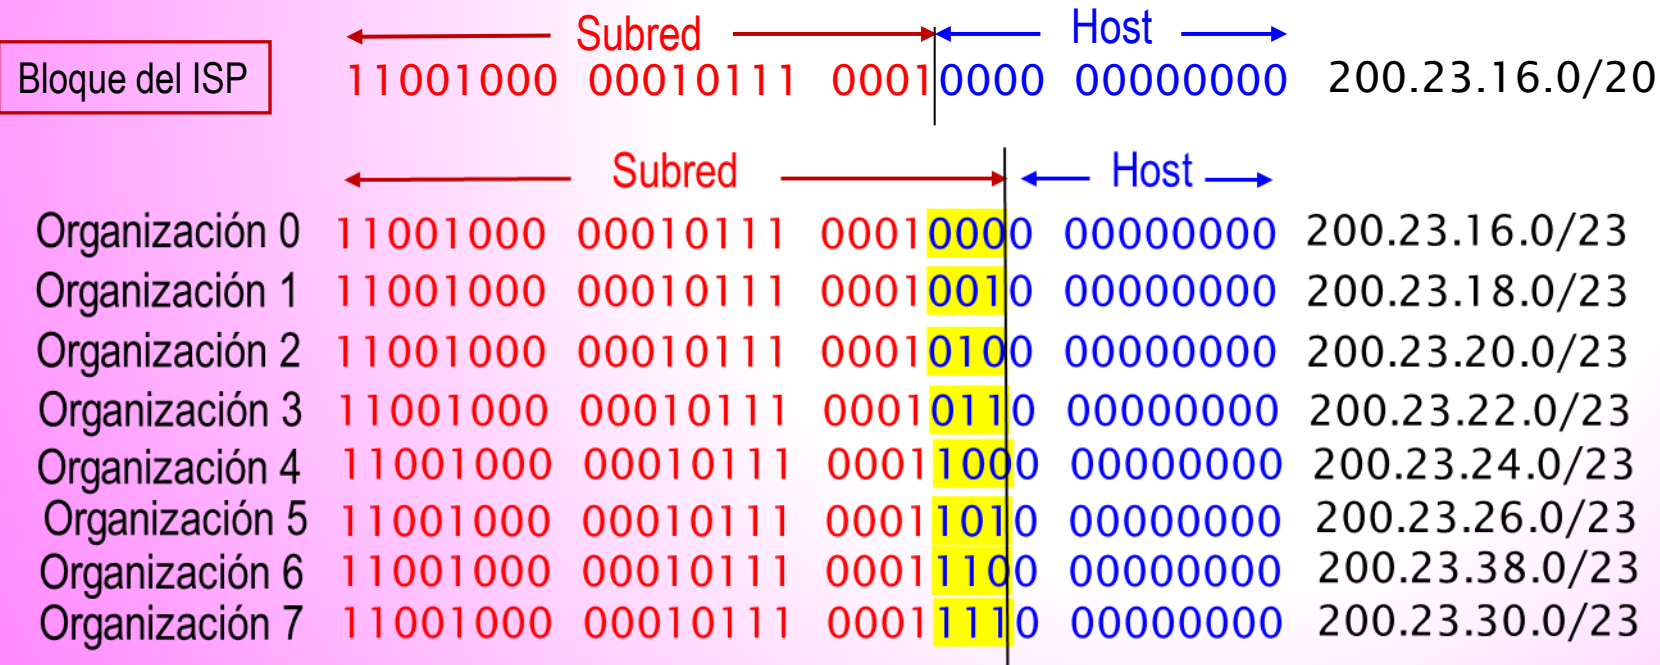 Subred Host
Bloque del ISP 11001000 00010111 00010000 00000000 200.23.16.0/20
Subred Host
Organización 0 11001000 00010111 00010000 00000000 200.23.16.0/23
Organización 1 11001000 00010111 00010010 00000000 200.23.18.0/23
Organización 2 11001000 00010111 00010100 00000000 200.23.20.0/23
Organización 3 11001000 00010111 00010110 00000000 200.23.22.0/23
Organización 4 11001000 00010111 00011000 00000000 200.23.24.0/23
Organización 5 11001000 00010111 00011010 00000000 200.23.26.0/23
Organización 6 11001000 00010111 00011100 00000000 200.23.38.0/23
Organización 7 11001000 00010111 00011110 00000000 200.23.30.0/23